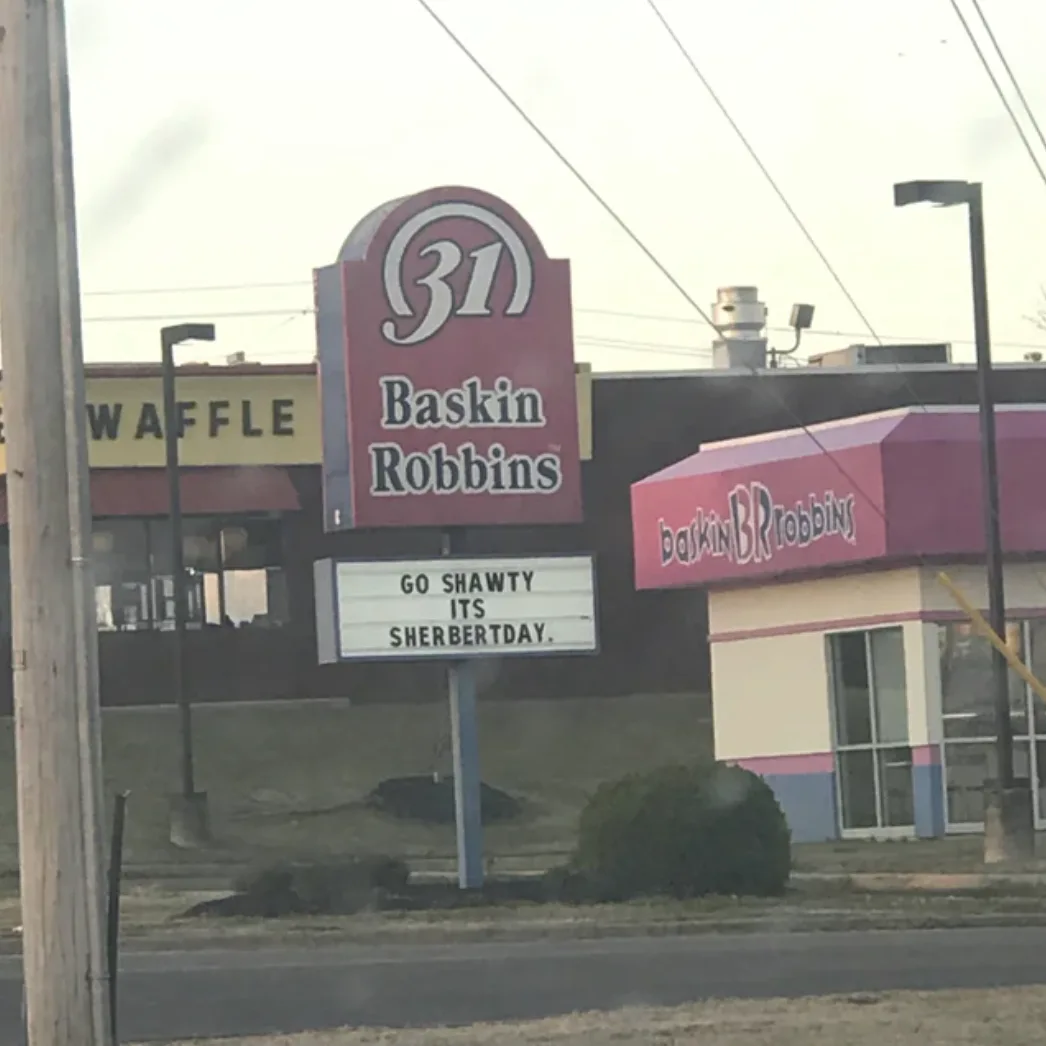 WAFFLE
31
Baskin
Robbins
GO SHAWTY
ITS
SHERBERTDAY.
baskin BR robbins